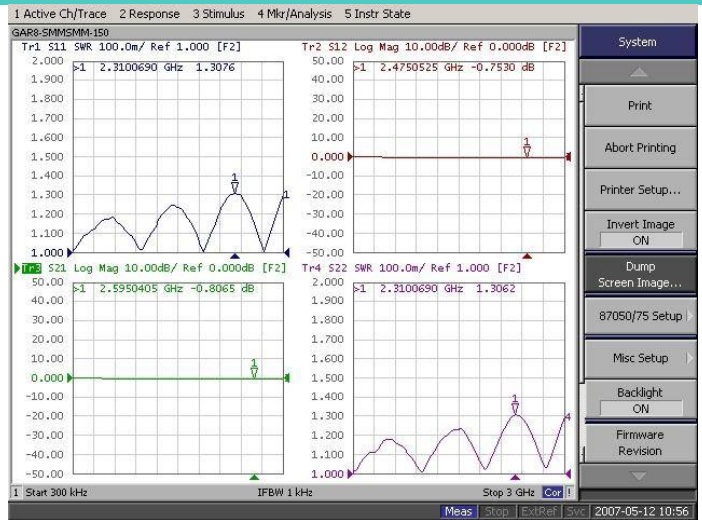 1 Active Ch/Trace 2 Response 3 Stimulus 4 Mkr/Analysis 5 Instr State
GAR8-SMMSMM-150
Tr1 S11 SWR 100.0m/ Ref 1.000 [F2]
2.000
>1 2.3100690 GHz 1.3076
1.900
1.800
1.700
1.600
1.500
1.400
1.300
1.200
1.100
1.000
1
1
Tr2 S12 Log Mag 10.00dB/ Ref 0.000dB [F2]
50.00
>1 2.4750525 GHz -0.7530 dB
40.00
30.00
20.00
10.00
0.000
-10.00
-20.00
-30.00
-40.00
-50.00
1
Tr3 S21 Log Mag 10.00dB/ Ref 0.000dB [F2]
50.00
>1 2.5950405 GHz -0.8065 dB
40.00
30.00
20.00
10.00
0.000
-10.00
-20.00
-30.00
-40.00
-50.00
1
Tr4 S22 SWR 100.0m/ Ref 1.000 [F2]
2.000
>1 2.3100690 GHz 1.3062
1.900
1.800
1.700
1.600
1.500
1.400
1.300
1.200
1.100
1.000
1
4
1 Start 300 kHz IFBW 1 kHz Stop 3 GHz Cor !
System
Print
Abort Printing
Printer Setup...
Invert Image
ON
Dump
Screen Image...
87050/75 Setup
Misc Setup
Backlight
ON
Firmware
Revision
Meas Stop ExtRef Svc 2007-05-12 10:56